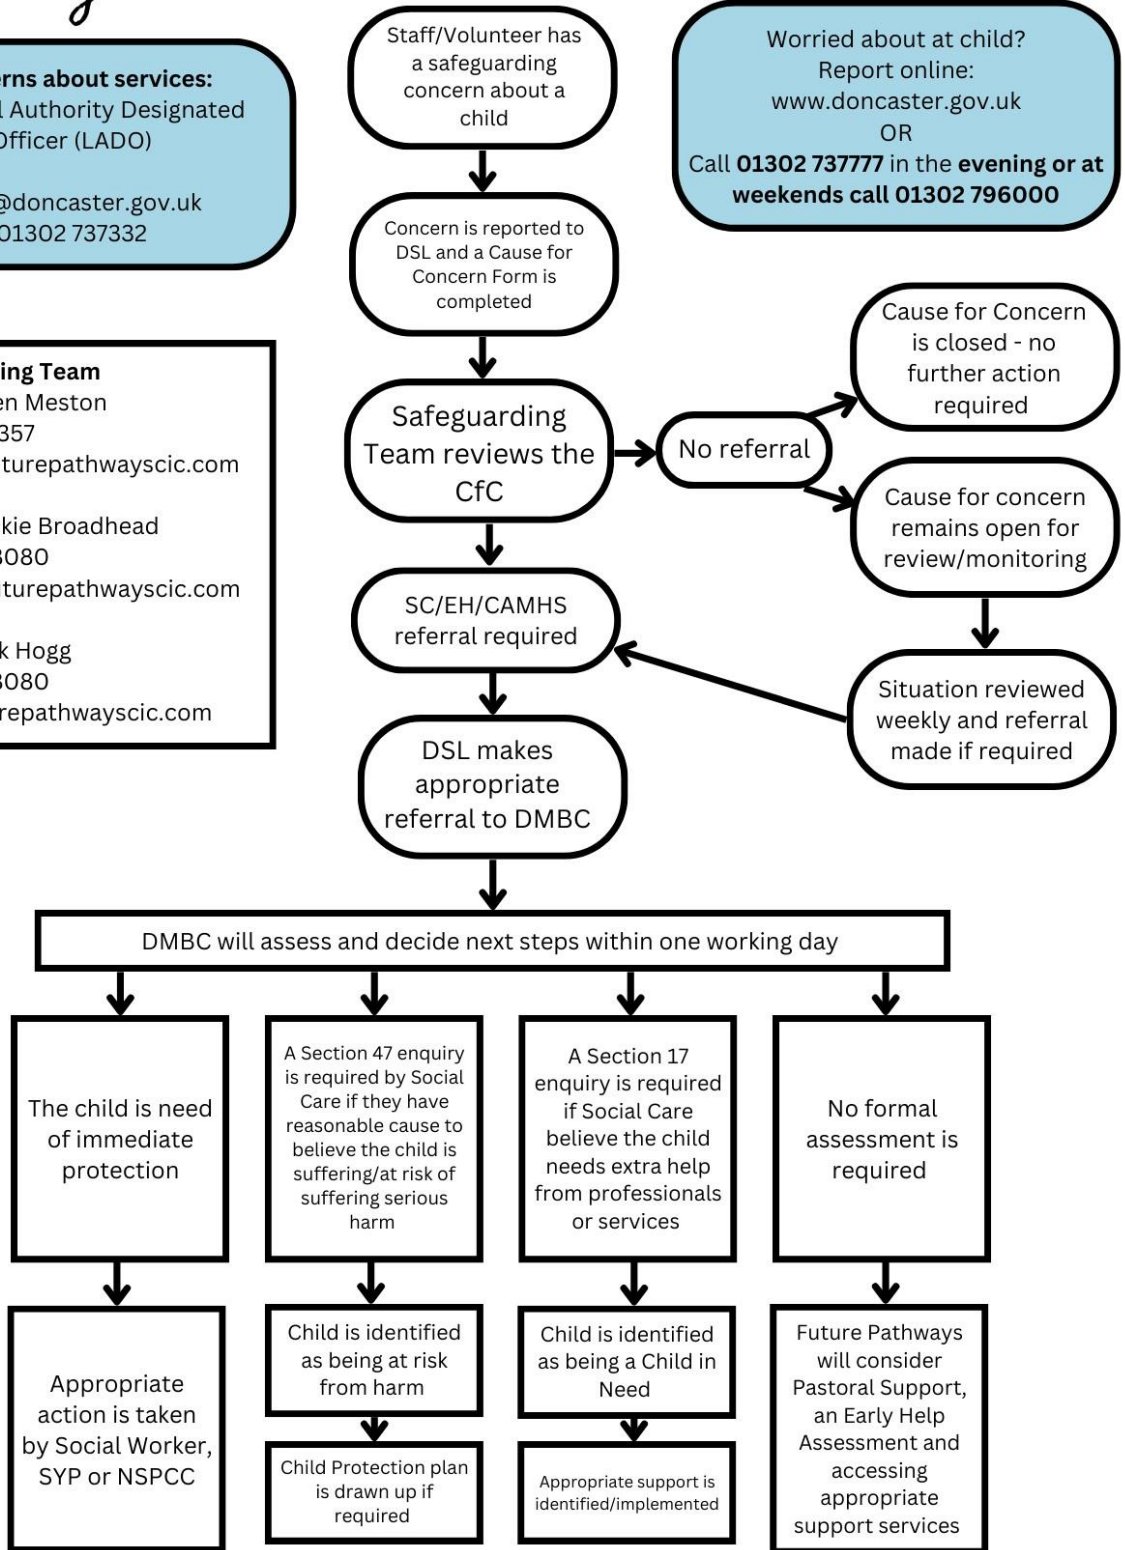 erns about services:
l Authority Designated
Officer (LADO)
@doncaster.gov.uk
01302 737332
Staff/Volunteer has
a safeguarding
concern about a
child
Worried about at child?
Report online:
www.doncaster.gov.uk
OR
Call 01302 737777 in the evening or at
weekends call 01302 796000
Concern is reported to
DSL and a Cause for
Concern Form is
completed
ing Team
en Meston
357
turepathwayscic.com
kie Broadhead
8080
uturepathwayscic.com
k Hogg
8080
repathwayscic.com
Safeguarding
Team reviews the
CfC
No referral
Cause for Concern
is closed - no
further action
required
Cause for concern
remains open for
review/monitoring
Situation reviewed
weekly and referral
made if required
SC/EH/CAMHS
referral required
DSL makes
appropriate
referral to DMBC
DMBC will assess and decide next steps within one working day
The child is need
of immediate
protection
A Section 47 enquiry
is required by Social
Care if they have
reasonable cause to
believe the child is
suffering/at risk of
suffering serious
harm
A Section 17
enquiry is required
if Social Care
believe the child
needs extra help
from professionals
or services
No formal
assessment is
required
Appropriate
action is taken
by Social Worker,
SYP or NSPCC
Child is identified
as being at risk
from harm
Child Protection plan
is drawn up if
required
Child is identified
as being a Child in
Need
Appropriate support is
identified/implemented
Future Pathways
will consider
Pastoral Support,
an Early Help
Assessment and
accessing
appropriate
support services